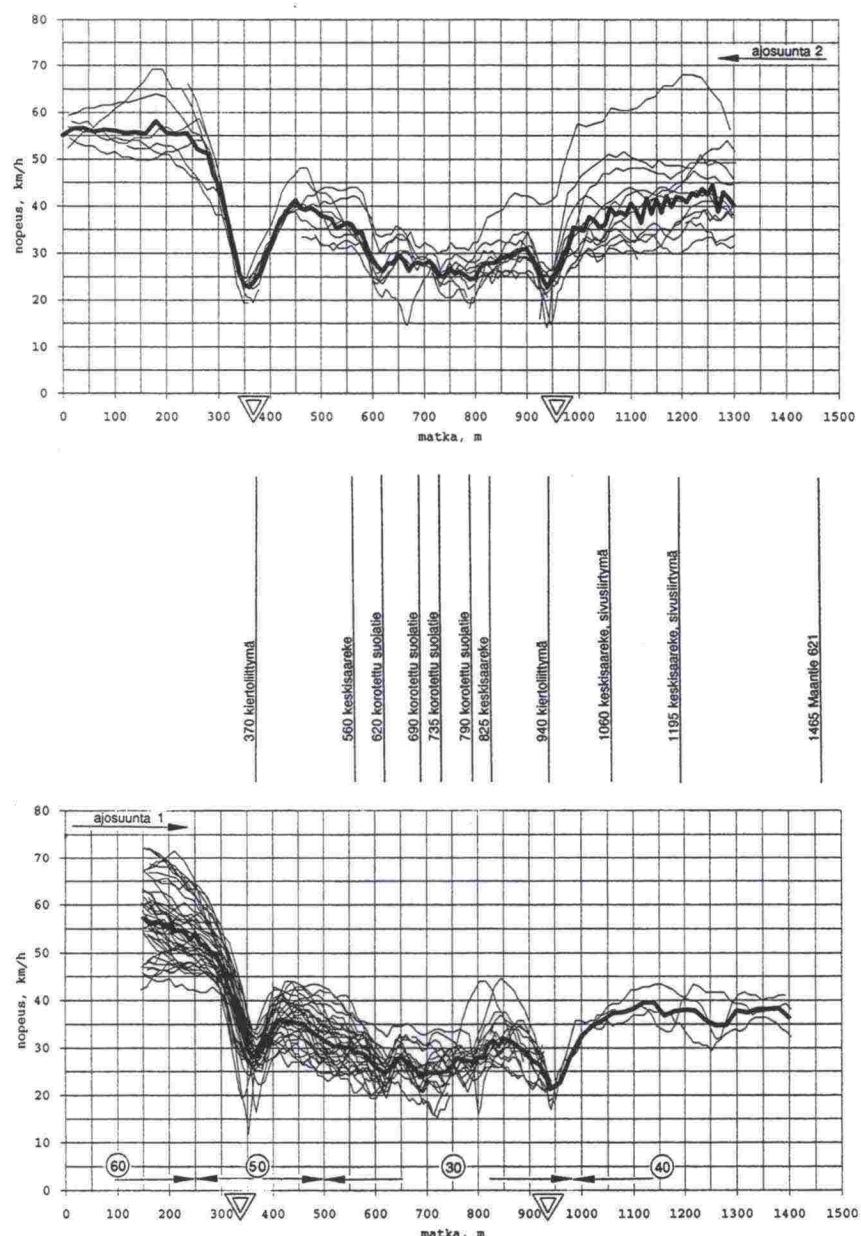 80
70
60
50
40
30
20
10
0
nopeus, km/h
ajosuunta 2
0 100 200 300 400 500 600 700 800 900 1000 1100 1200 1300 1400 1500
matka, m
370 kiertoliittymä
560 keskisaareke
620 korotettu suojatie
690 korotettu suojatie
735 korotettu suojatie
790 korotettu suojatie
825 keskisaareke
940 kiertoliittymä
1060 keskisaareke, sivusiirtymä
1195 keskisaareke, sivusiirtymä
1465 Maantie 621
80
70
60
50
40
30
20
10
0
nopeus, km/h
ajosuunta 1
60 50 30 40
0 100 200 300 400 500 600 700 800 900 1000 1100 1200 1300 1400 1500
matka, m